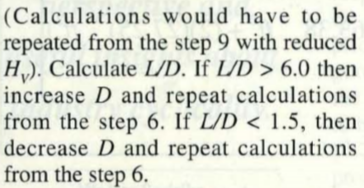 (Calculations would have to be
repeated from the step 9 with reduced
Hv). Calculate L/D. If L/D > 6.0 then
increase D and repeat calculations
from the step 6. If L/D < 1.5, then
decrease D and repeat calculations
from the step 6.